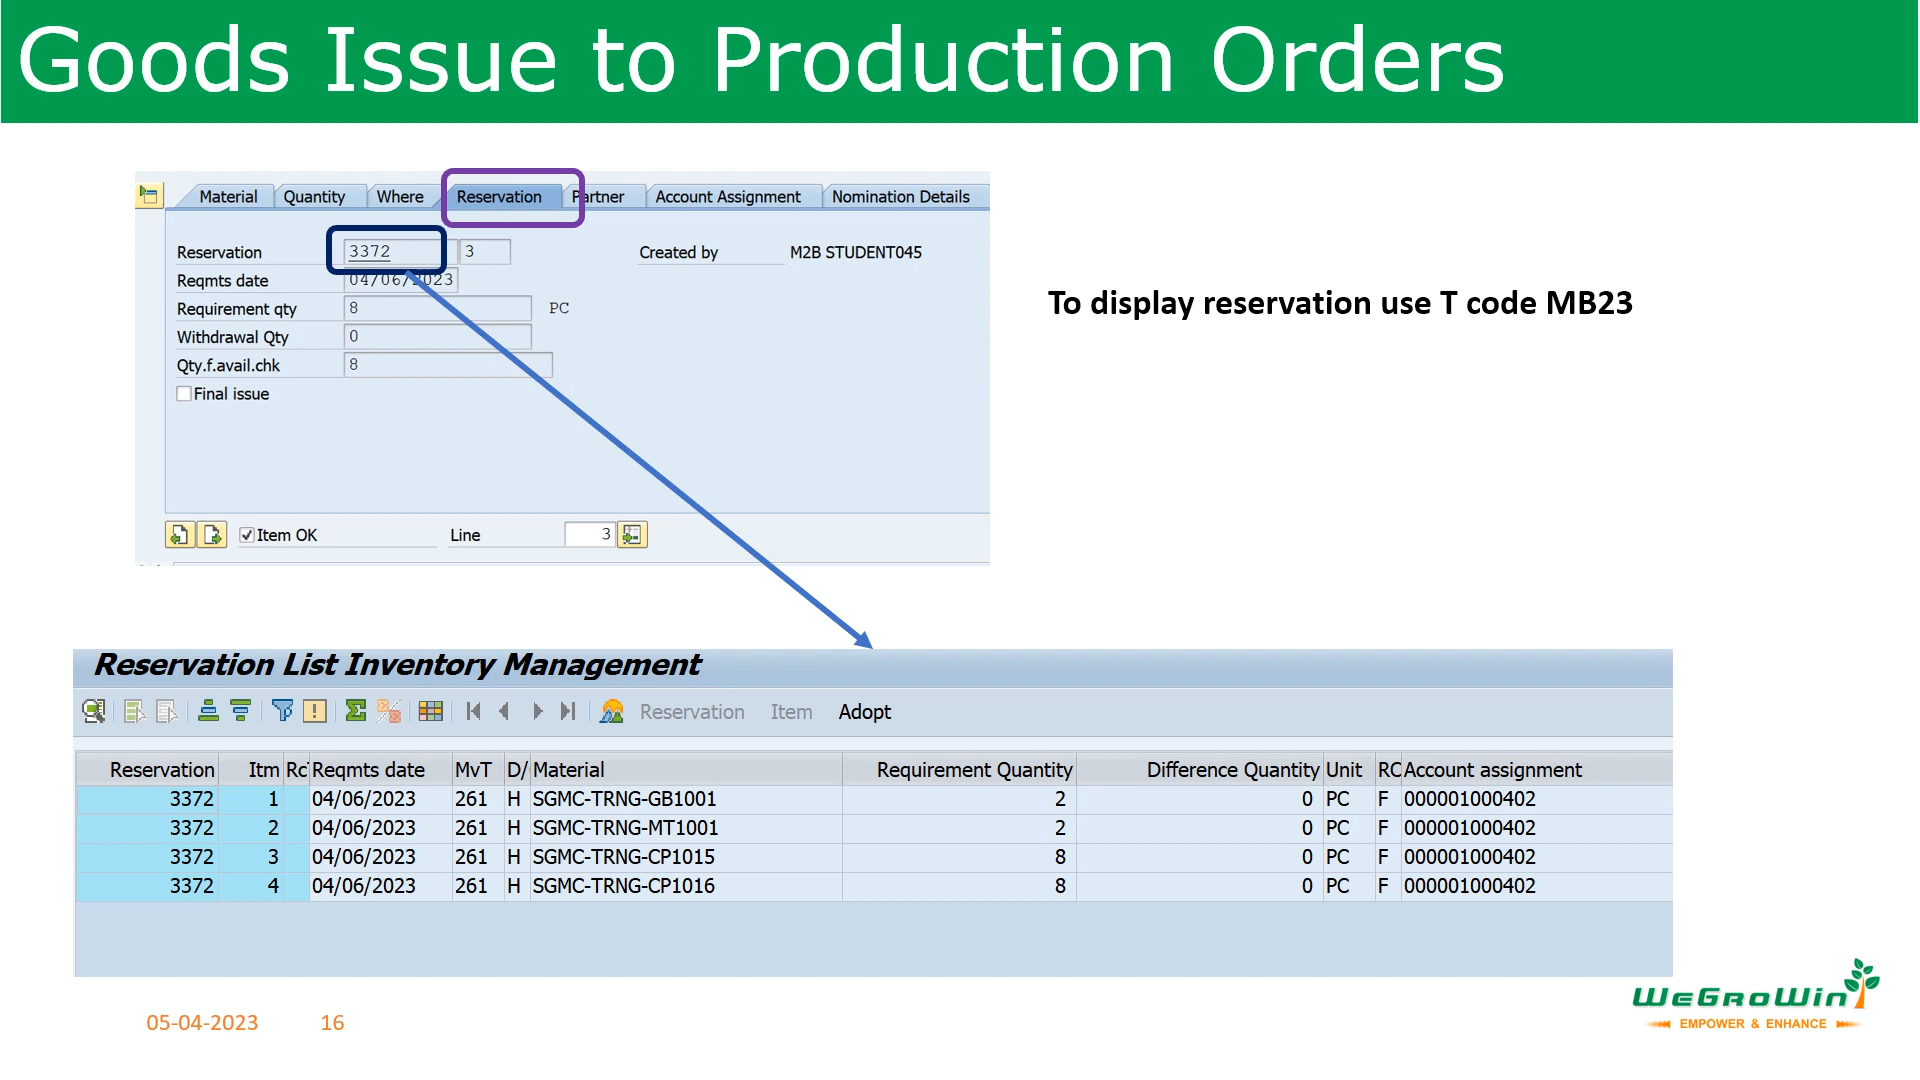 Goods Issue to Production Orders
Material Quantity Where Reservation Partner Account Assignment Nomination Details
Reservation 3372 3 Created by M2B STUDENT045
Reqmts date 04/06/2023
Requirement qty 8 PC
Withdrawal Qty 0
Qty.f.avail.chk 8
Final issue
Item OK Line 3
To display reservation use T code MB23
Reservation List Inventory Management
Reservation Item Adopt
Reservation Itm RcT Reqmts date MvT D/ Material Requirement Quantity Difference Quantity Unit RC Account assignment
3372 1 04/06/2023 261 H SGMC-TRNG-GB1001 2 0 PC F 000001000402
3372 2 04/06/2023 261 H SGMC-TRNG-MT1001 2 0 PC F 000001000402
3372 3 04/06/2023 261 H SGMC-TRNG-CP1015 8 0 PC F 000001000402
3372 4 04/06/2023 261 H SGMC-TRNG-CP1016 8 0 PC F 000001000402
05-04-2023 16
WeGroWin
EMPOWER & ENHANCE